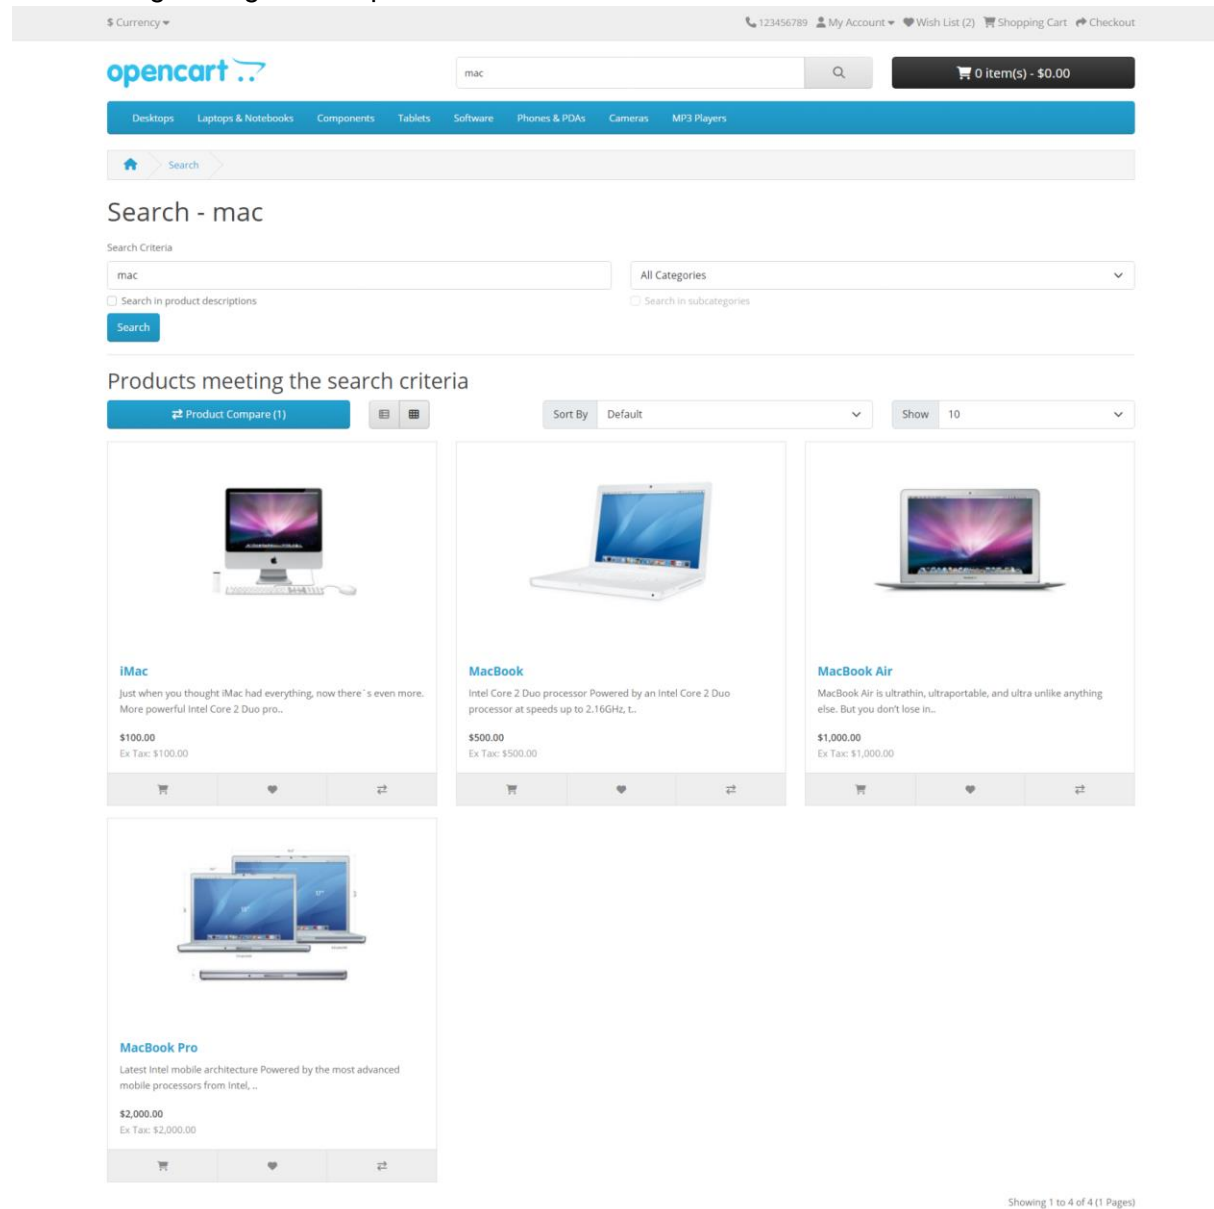 $ Currency
123456789 My Account Wish List (2) Shopping Cart Checkout
opencart
mac
0 item(s) - $0.00
Desktops Laptops & Notebooks Components Tablets Software Phones & PDAs Cameras MP3 Players
Search
Search - mac
Search Criteria
mac
All Categories
Search in product descriptions
Search in subcategories
Search
Products meeting the search criteria
Product Compare (1)
Sort By Default
Show 10
iMac
Just when you thought iMac had everything, now there´s even more.
More powerful Intel Core 2 Duo pro..
$100.00
Ex Tax: $100.00
MacBook
Intel Core 2 Duo processor Powered by an Intel Core 2 Duo
processor at speeds up to 2.16GHz, t..
$500.00
Ex Tax: $500.00
MacBook Air
MacBook Air is ultrathin, ultraportable, and ultra unlike anything
else. But you don't lose in..
$1,000.00
Ex Tax: $1,000.00
MacBook Pro
Latest Intel mobile architecture Powered by the most advanced
mobile processors from Intel, ..
$2,000.00
Ex Tax: $2,000.00
Showing 1 to 4 of 4 (1 Pages)